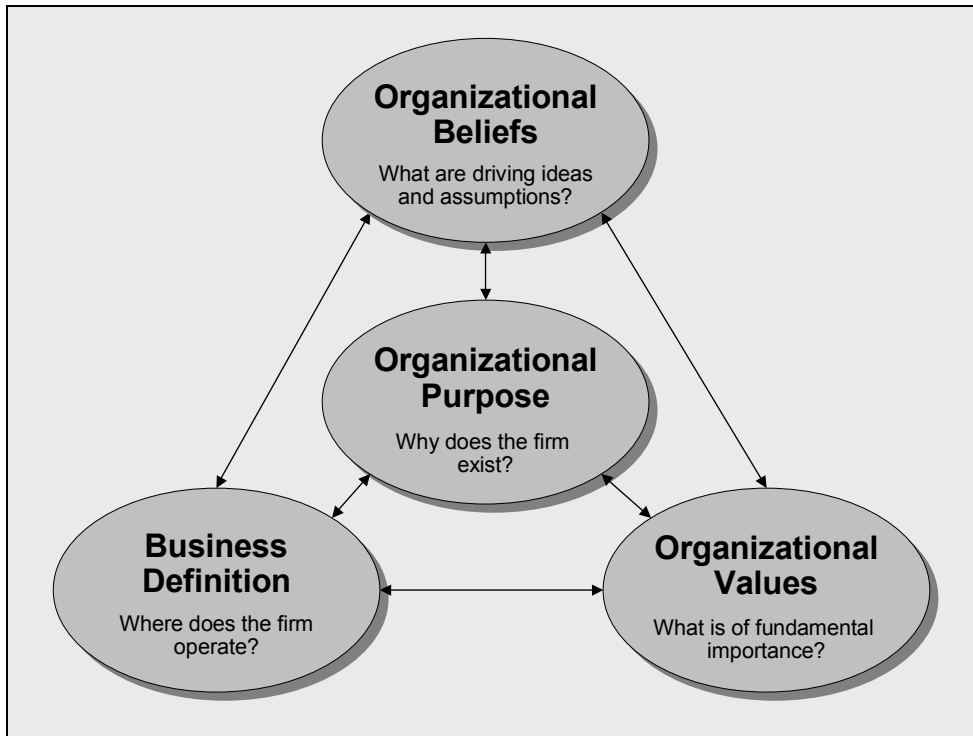 Organizational
Beliefs
What are driving ideas
and assumptions?
Organizational
Purpose
Why does the firm
exist?
Business
Definition
Where does the firm
operate?
Organizational
Values
What is of fundamental
importance?